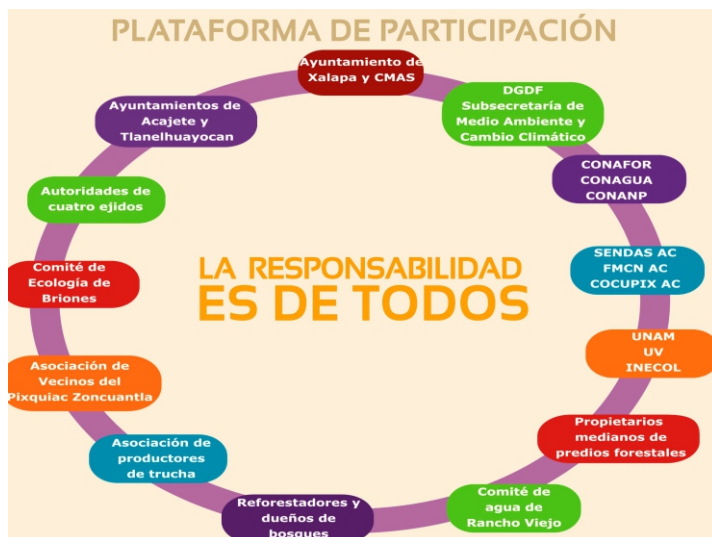 PLATAFORMA DE PARTICIPACIÓN
Ayuntamiento de
Xalapa y CMAS
DGDF
Subsecretaría de
Medio Ambiente y
Cambio Climático
CONAFOR
CONAGUA
CONANP
SENDAS AC
FMCN AC
COCUPIX AC
UNAM
UV
INECOL
Propietarios
medianos de
predios forestales
Comité de
agua de
Rancho Viejo
Reforestadores y
dueños de
bosques
Asociación de
productores
de trucha
Asociación de
Vecinos del
Pixquiac Zoncuantla
Comité de
Ecología de
Briones
Autoridades de
cuatro ejidos
Ayuntamientos de
Acajete y
Tlanelhuayocan
LA RESPONSABILIDAD
ES DE TODOS